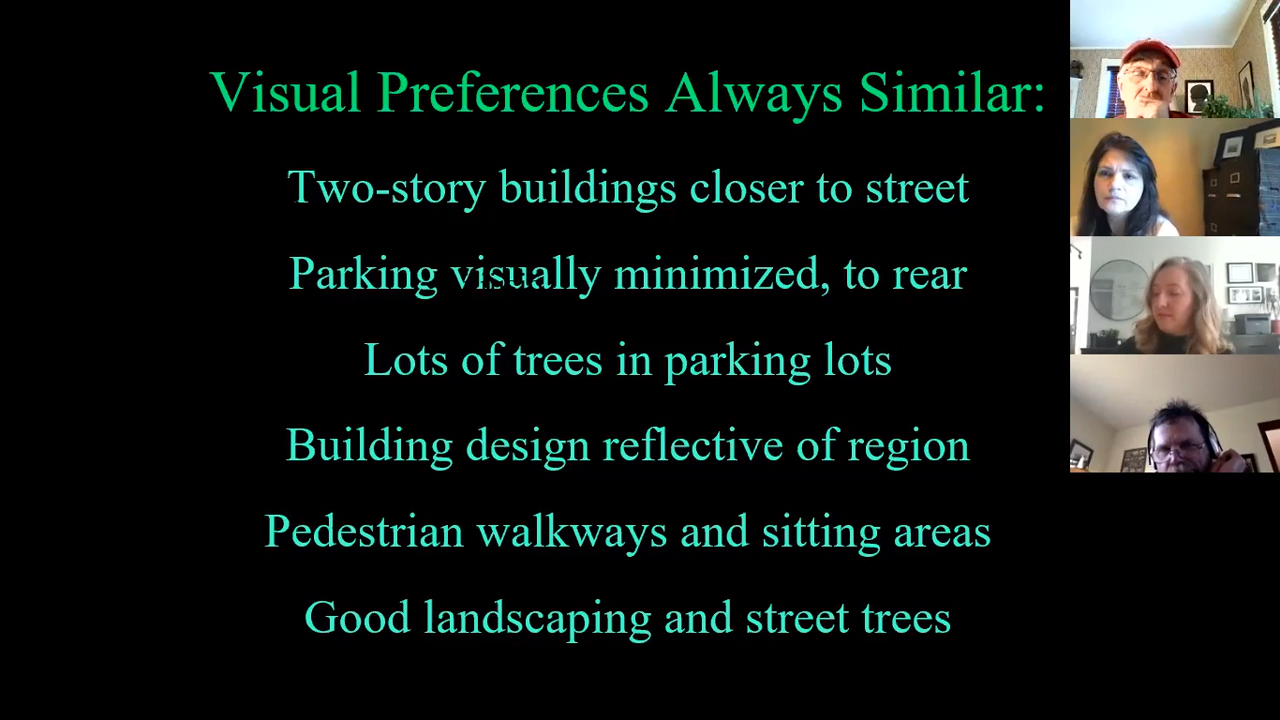 Visual Preferences Always Similar:
Two-story buildings closer to street
Parking visually minimized, to rear
Lots of trees in parking lots
Building design reflective of region
Pedestrian walkways and sitting areas
Good landscaping and street trees